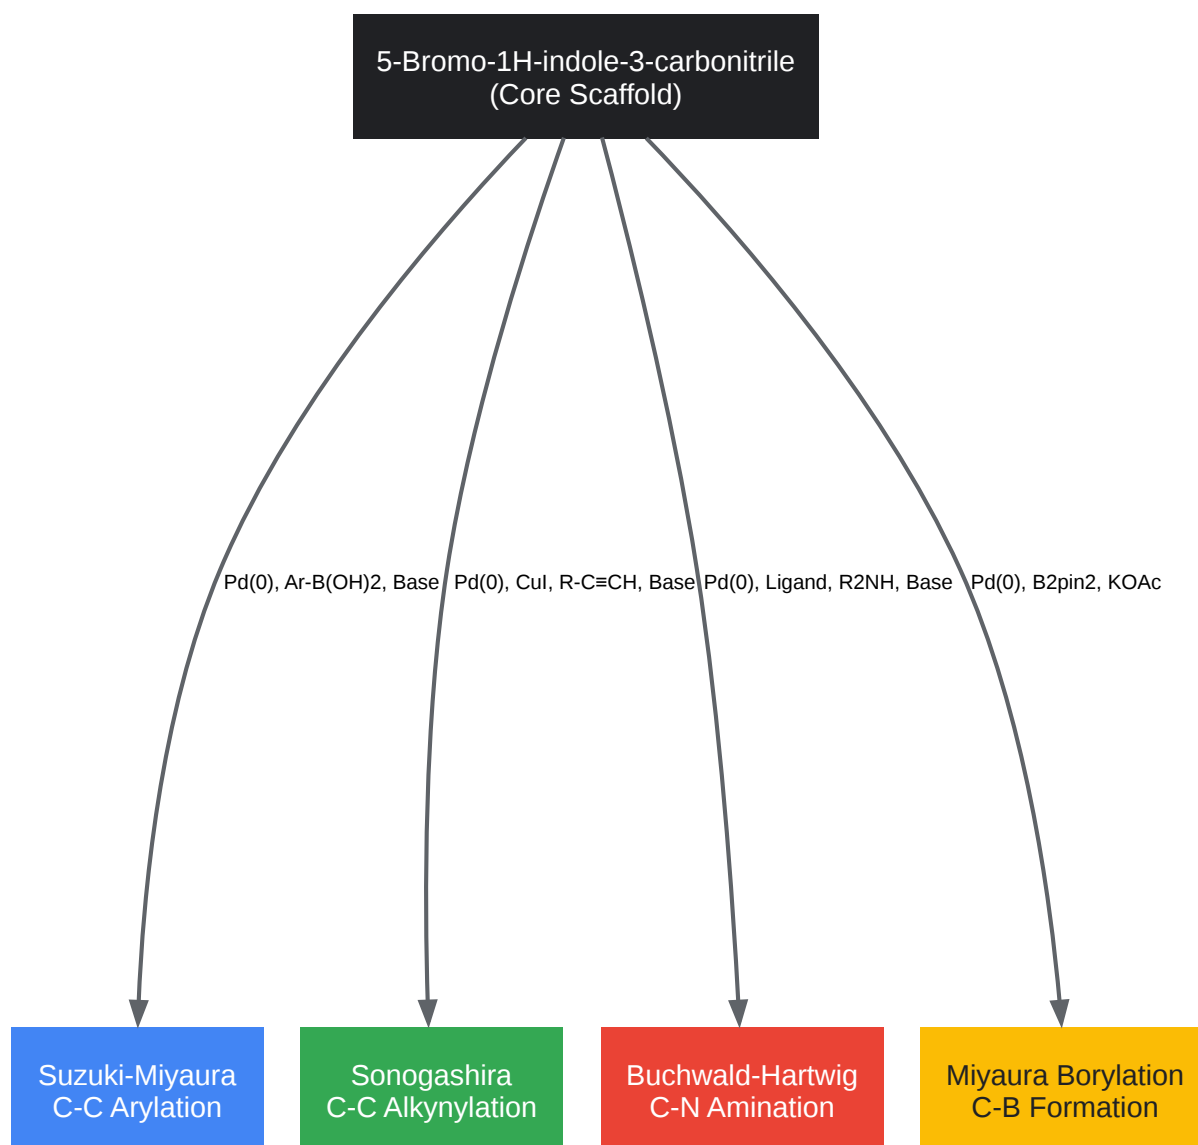 5-Bromo-1H-indole-3-carbonitrile
(Core Scaffold)
Pd(0), Ar-B(OH)2, Base
Pd(0), CuI, R-C≡CH, Base
Pd(0), Ligand, R2NH, Base
Pd(0), B2pin2, KOAc
Suzuki-Miyaura
C-C Arylation
Sonogashira
C-C Alkynylation
Buchwald-Hartwig
C-N Amination
Miyaura Borylation
C-B Formation